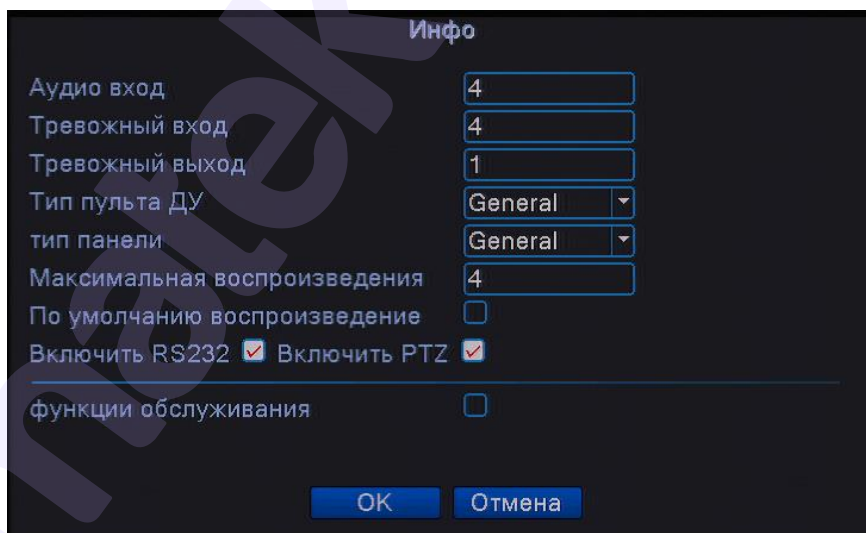 Инфо
Аудио вход 4
Тревожный вход 4
Тревожный выход 1
Тип пульта ДУ General
тип панели General
Максимальная воспроизведения 4
По умолчанию воспроизведение
Включить RS232 Включить PTZ
функции обслуживания
OK Отмена
natek